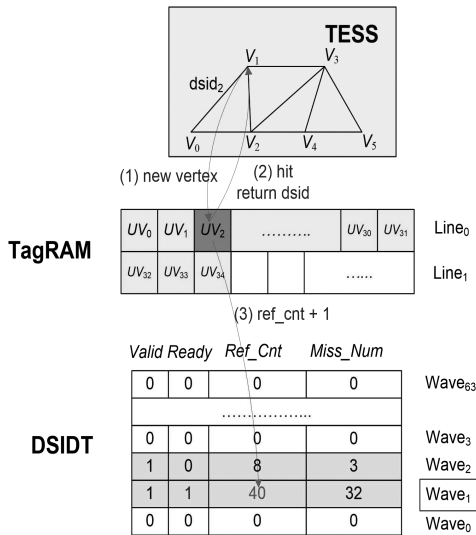 TESS
V1 V3
dsid2
V0 V2 V4 V5
(1) new vertex
(2) hit
return dsid
TagRAM
UV0 UV1 UV2 .......... UV30 UV31 Line0
UV32 UV33 UV34 ...... Line1
(3) ref_cnt + 1
Valid Ready Ref_Cnt Miss_Num
DSIDT
0 0 0 0 Wave63
................
0 0 0 0 Wave3
1 0 8 3 Wave2
1 1 40 32 Wave1
0 0 0 0 Wave0